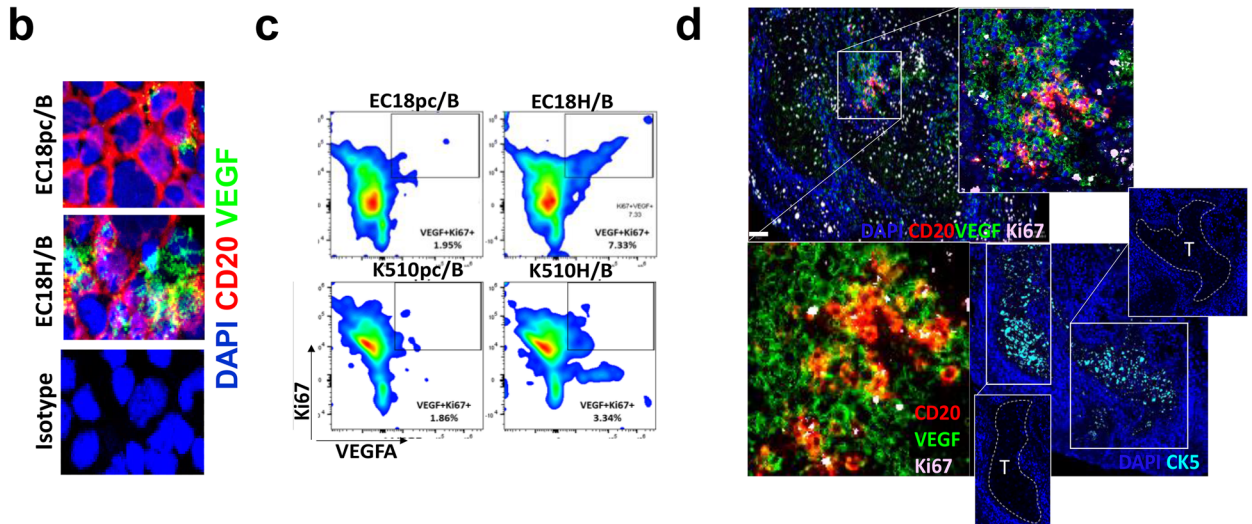 b
EC18pc/B
EC18H/B
Isotype
DAPI CD20 VEGF
c
EC18pc/B
EC18H/B
VEGF+Ki67+
1.95%
Ki67+VEGF+
7.33
VEGF+Ki67+
7.33%
K510pc/B
K510H/B
VEGF+Ki67+
1.86%
VEGF+Ki67+
3.34%
Ki67
VEGFA
d
DAPI CD20 VEGF Ki67
CD20
VEGF
Ki67
T
T
DAPI CK5